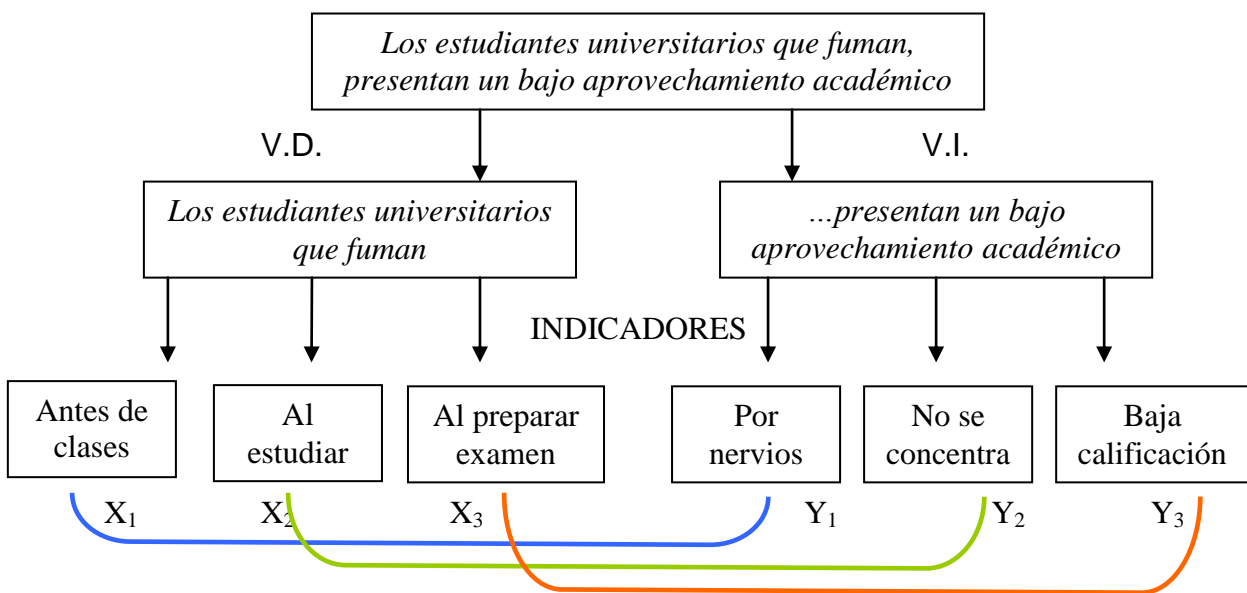 Los estudiantes universitarios que fuman,
presentan un bajo aprovechamiento académico
V.D.
V.I.
Los estudiantes universitarios
que fuman
...presentan un bajo
aprovechamiento académico
INDICADORES
Antes de
clases
Al
estudiar
Al preparar
examen
Por
nervios
No se
concentra
Baja
calificación
X₁
X₂
X₃
Y₁
Y₂
Y₃